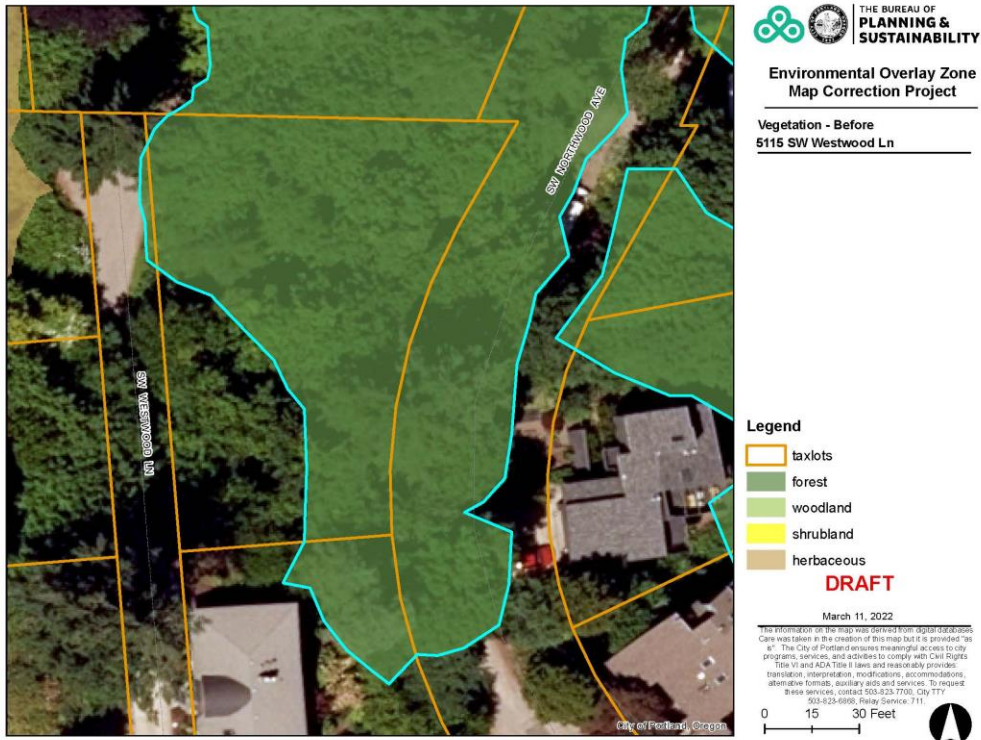 THE BUREAU OF
PLANNING &
SUSTAINABILITY
Environmental Overlay Zone
Map Correction Project
Vegetation - Before
5115 SW Westwood Ln
SW NORTHWOOD AVE
SW WESTWOOD LN
City of Portland, Oregon
Legend
taxlots
forest
woodland
shrubland
herbaceous
DRAFT
March 11, 2022
The information on the map was derived from digital databases
Care was taken in the creation of this map but it is provided "as
is". The City of Portland ensures meaningful access to city
programs, services, and activities to comply with Civil Rights
Title VI and ADA Title II laws and reasonably provides
translation, interpretation, modifications, accommodations,
alternative formats, auxiliary aids and services. To request
these services, contact 503-823-7700, City TTY
503-823-6868, Relay Service: 711.
0 15 30 Feet